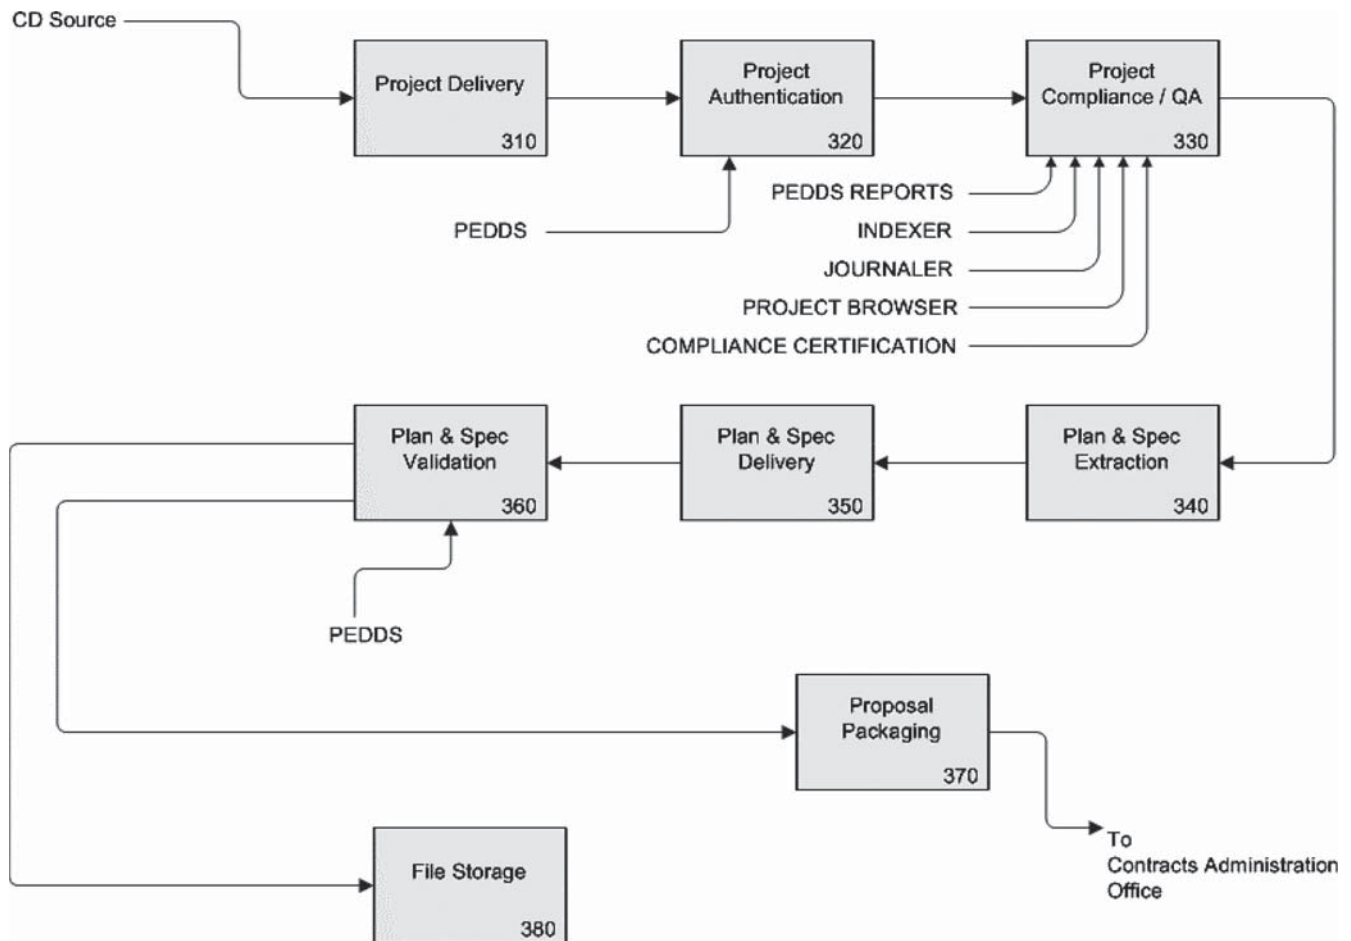 CD Source
Project Delivery
310
Project
Authentication
320
Project
Compliance / QA
330
PEDDS
PEDDS REPORTS
INDEXER
JOURNALER
PROJECT BROWSER
COMPLIANCE CERTIFICATION
Plan & Spec
Validation
360
Plan & Spec
Delivery
350
Plan & Spec
Extraction
340
PEDDS
Proposal
Packaging
370
To
Contracts Administration
Office
File Storage
380